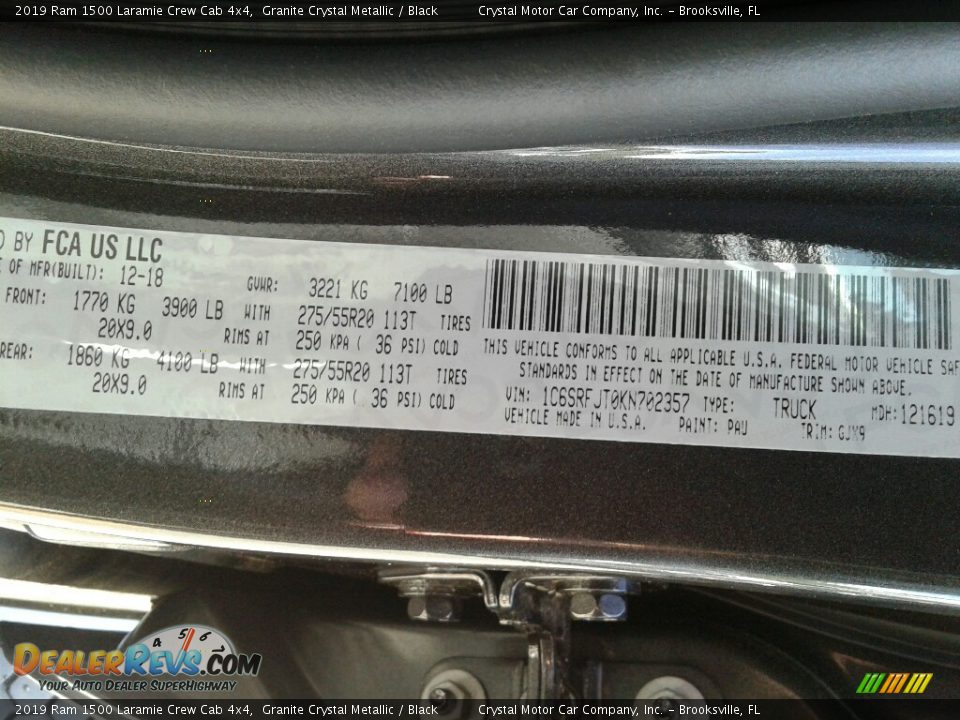 2019 Ram 1500 Laramie Crew Cab 4x4,  Granite Crystal Metallic / Black    Crystal Motor Car Company, Inc. - Brooksville, FL
BY FCA US LLC
OF MFR(BUILT): 12-18    GVWR: 3221 KG 7100 LB
FRONT: 1770 KG 3900 LB WITH 275/55R20 113T TIRES
20X9.0 RIMS AT 250 KPA ( 36 PSI) COLD
REAR: 1860 KG 4100 LB WITH 275/55R20 113T TIRES
20X9.0 RIMS AT 250 KPA ( 36 PSI) COLD
THIS VEHICLE CONFORMS TO ALL APPLICABLE U.S.A. FEDERAL MOTOR VEHICLE SAF
STANDARDS IN EFFECT ON THE DATE OF MANUFACTURE SHOWN ABOVE.
VIN: 1C6SRFJT0KN702357 TYPE: TRUCK MDH: 121619
VEHICLE MADE IN U.S.A. PAINT: PAU TRIM: GJX9
4 5 6
DEALERREVS.COM
YOUR AUTO DEALER SUPERHIGHWAY
2019 Ram 1500 Laramie Crew Cab 4x4,  Granite Crystal Metallic / Black    Crystal Motor Car Company, Inc. - Brooksville, FL